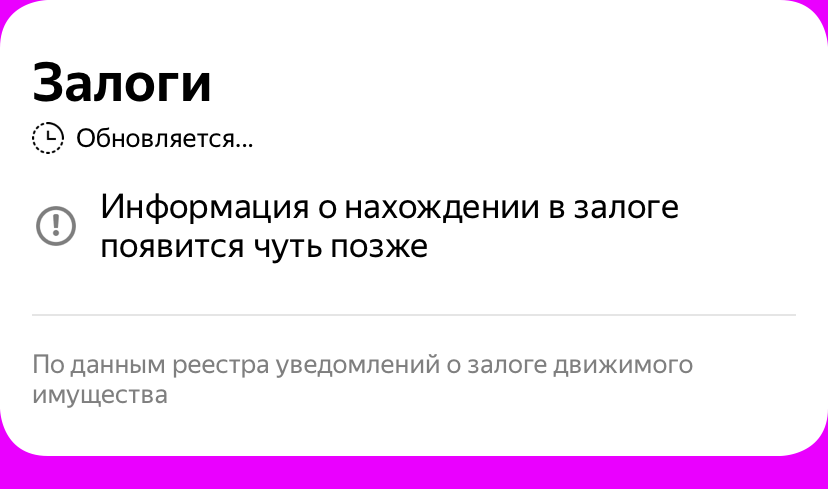 Залоги
Обновляется...
Информация о нахождении в залоге
появится чуть позже
По данным реестра уведомлений о залоге движимого
имущества